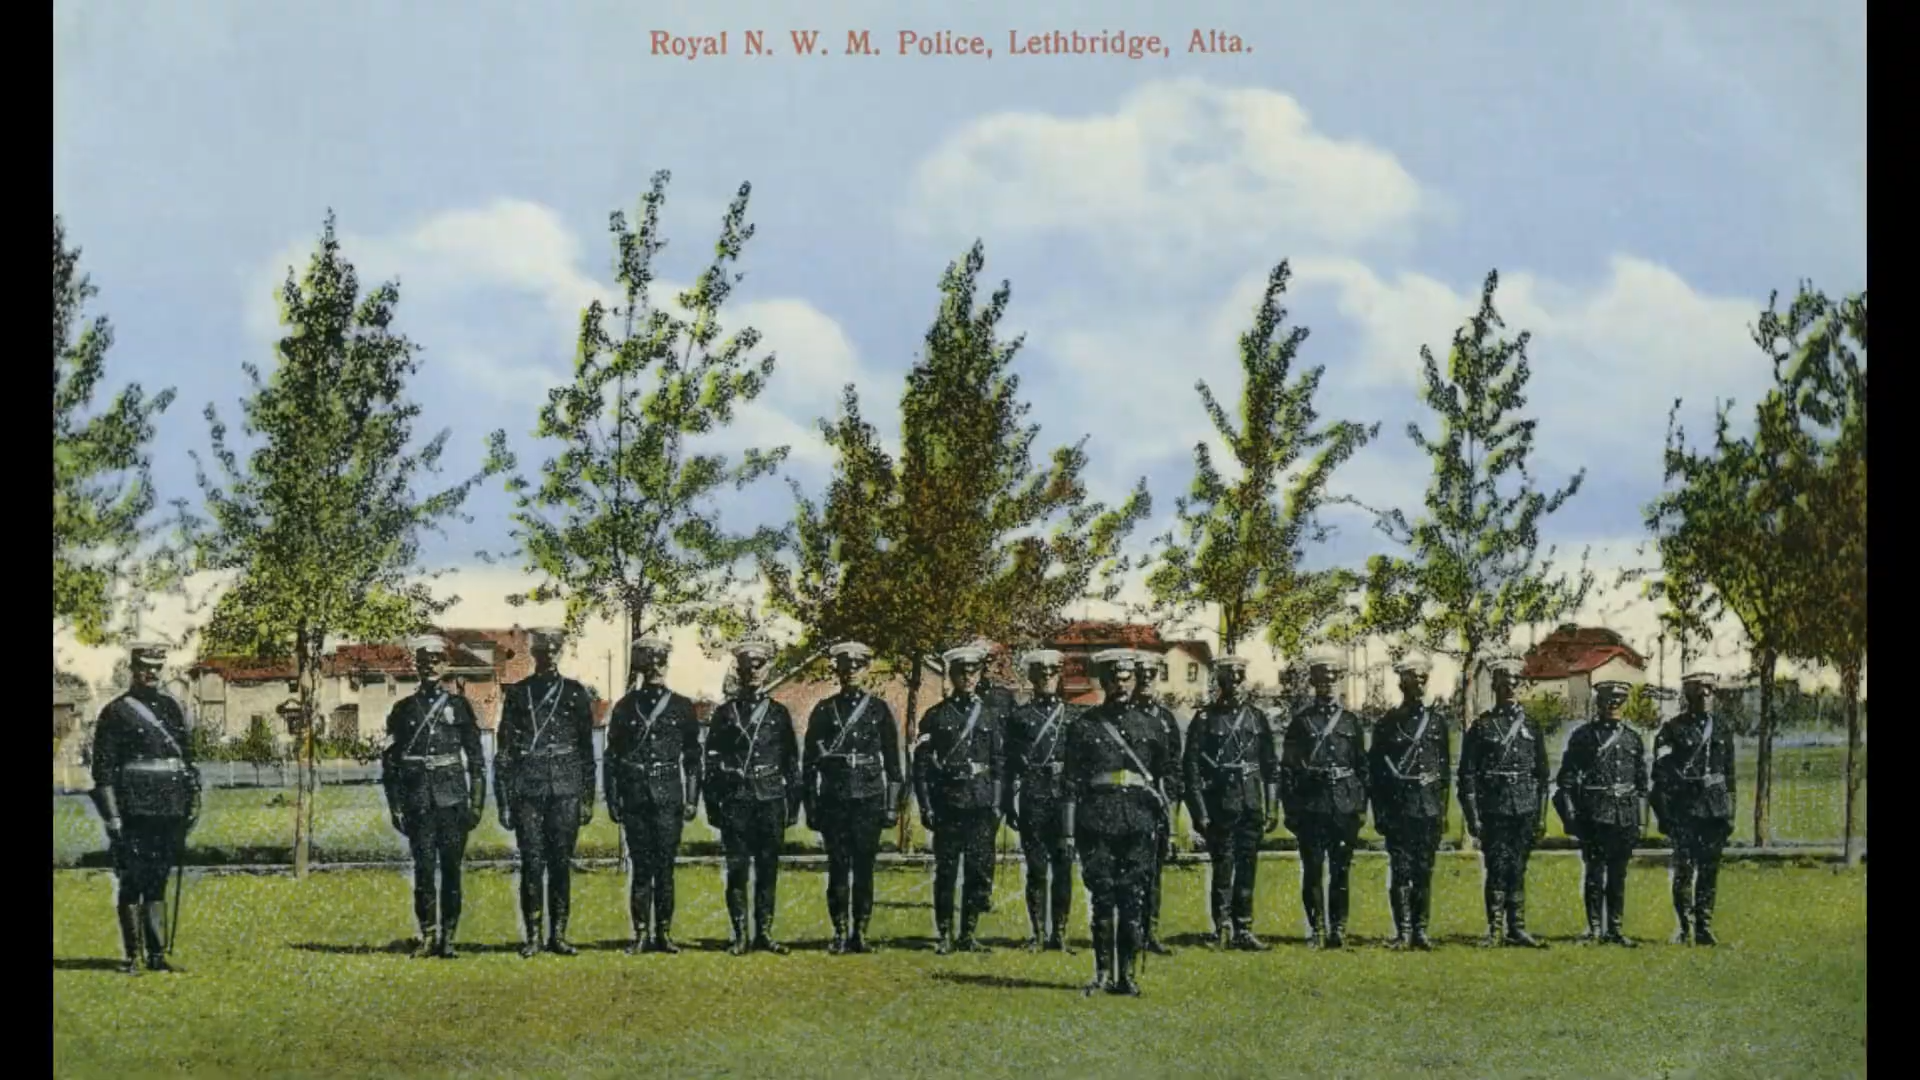 Royal N. W. M. Police, Lethbridge, Alta.